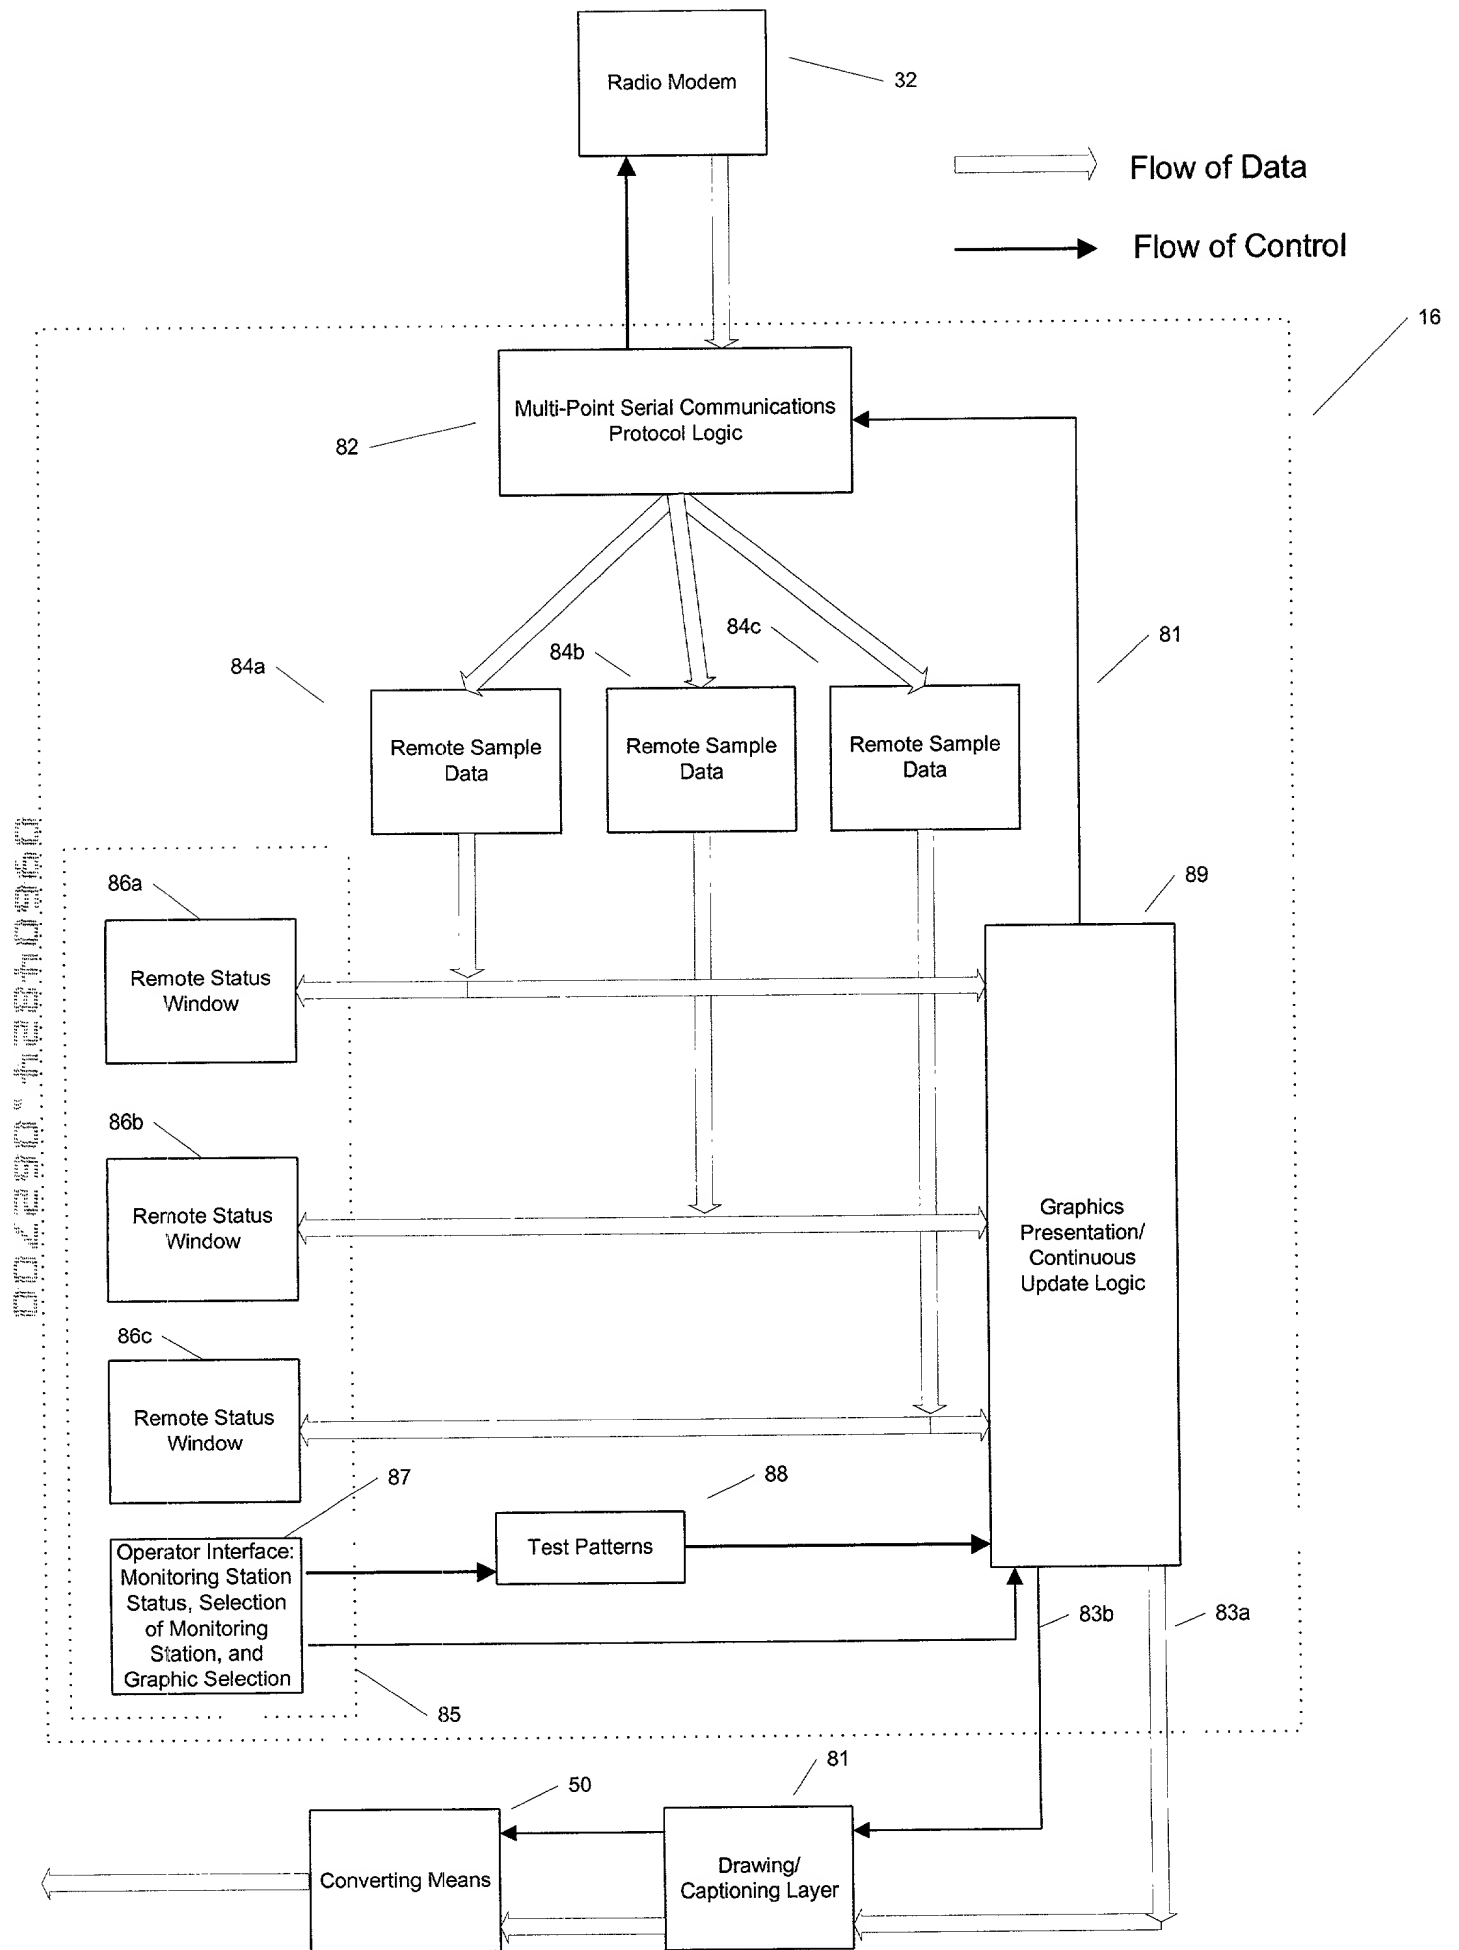 Radio Modem
32
Flow of Data
Flow of Control
16
Multi-Point Serial Communications
Protocol Logic
82
84a
84b
84c
81
Remote Sample
Data
Remote Sample
Data
Remote Sample
Data
86a
89
Remote Status
Window
86b
Remote Status
Window
Graphics
Presentation/
Continuous
Update Logic
86c
Remote Status
Window
87
88
Operator Interface:
Monitoring Station
Status, Selection
of Monitoring
Station, and
Graphic Selection
Test Patterns
83b
83a
85
81
50
Converting Means
Drawing/
Captioning Layer